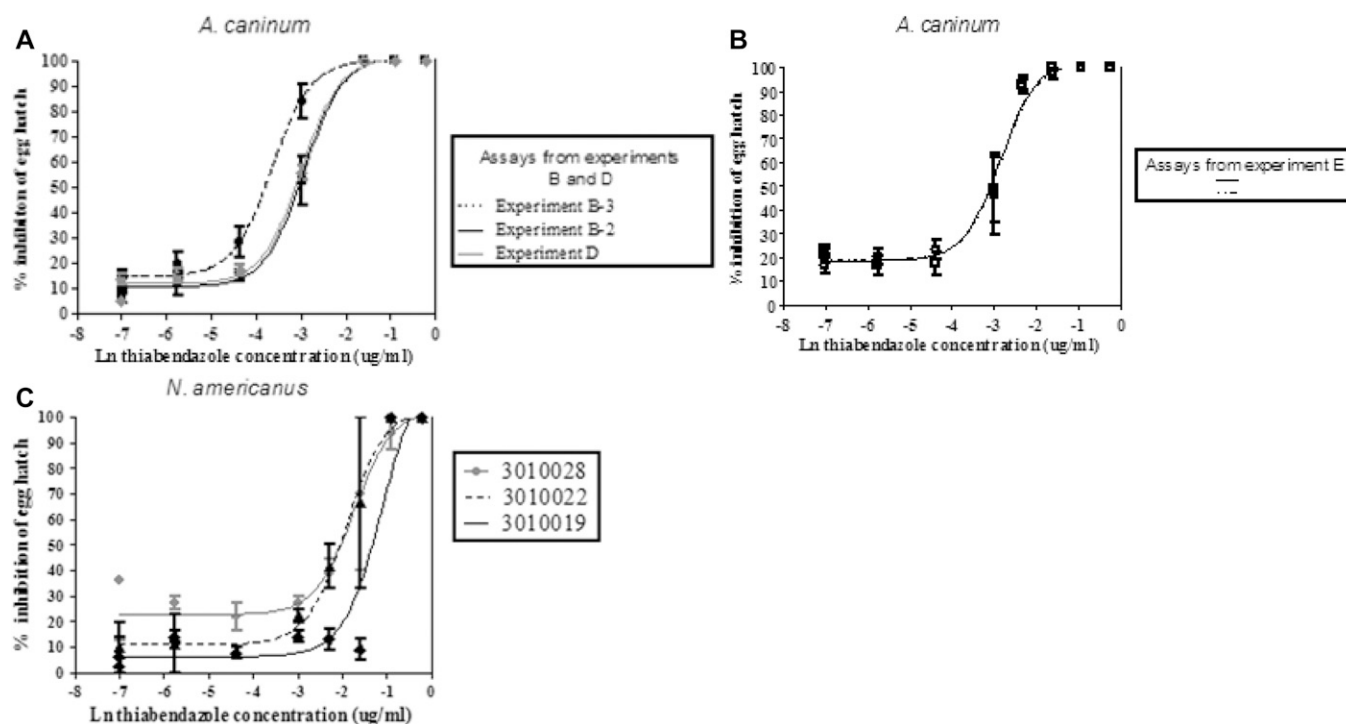 A
A. caninum
% inhibiton of egg hatch
100
90
80
70
60
50
40
30
20
10
0
-8 -7 -6 -5 -4 -3 -2 -1 0
Ln thiabendazole concentration (ug/ml)
Assays from experiments
B and D
Experiment B-3
Experiment B-2
Experiment D
B
A. caninum
% inhibition of egg hatch
100
90
80
70
60
50
40
30
20
10
0
-8 -7 -6 -5 -4 -3 -2 -1 0
Ln thiabendazole concentration (ug/ml)
Assays from experiment E
C
N. americanus
% inhibition of egg hatch
100
90
80
70
60
50
40
30
20
10
0
-8 -7 -6 -5 -4 -3 -2 -1 0
Ln thiabendazole concentration (ug/ml)
3010028
3010022
3010019